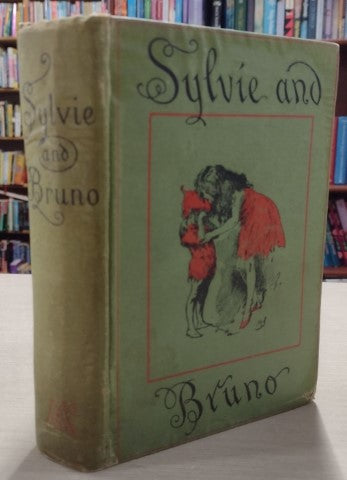 Sylvie
and
Bruno
Sylvie and
Bruno